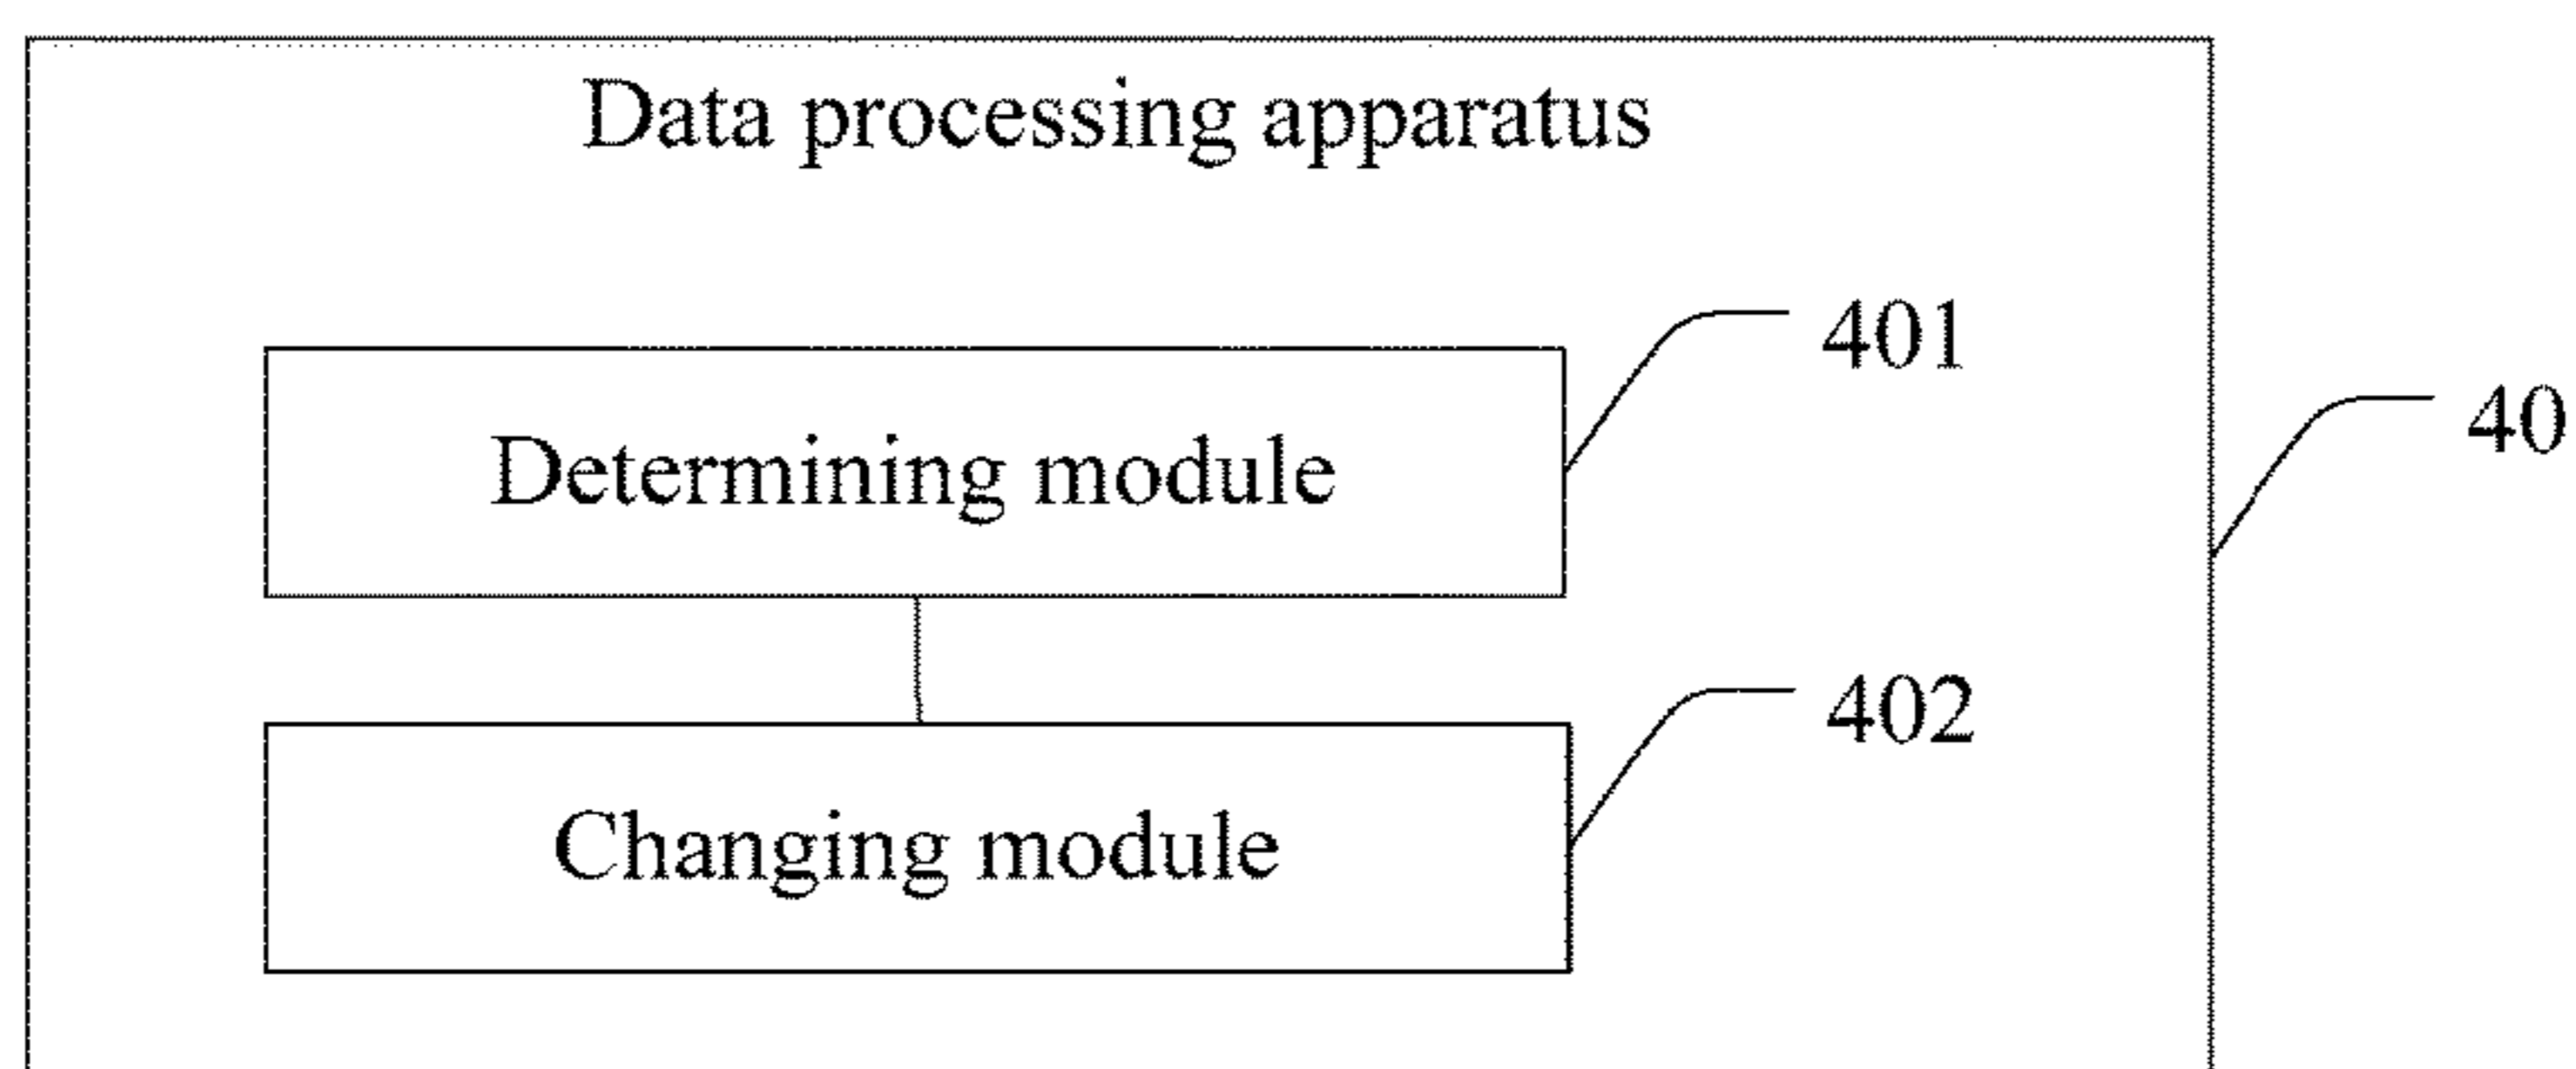 Data processing apparatus
401
40
Determining module
402
Changing module